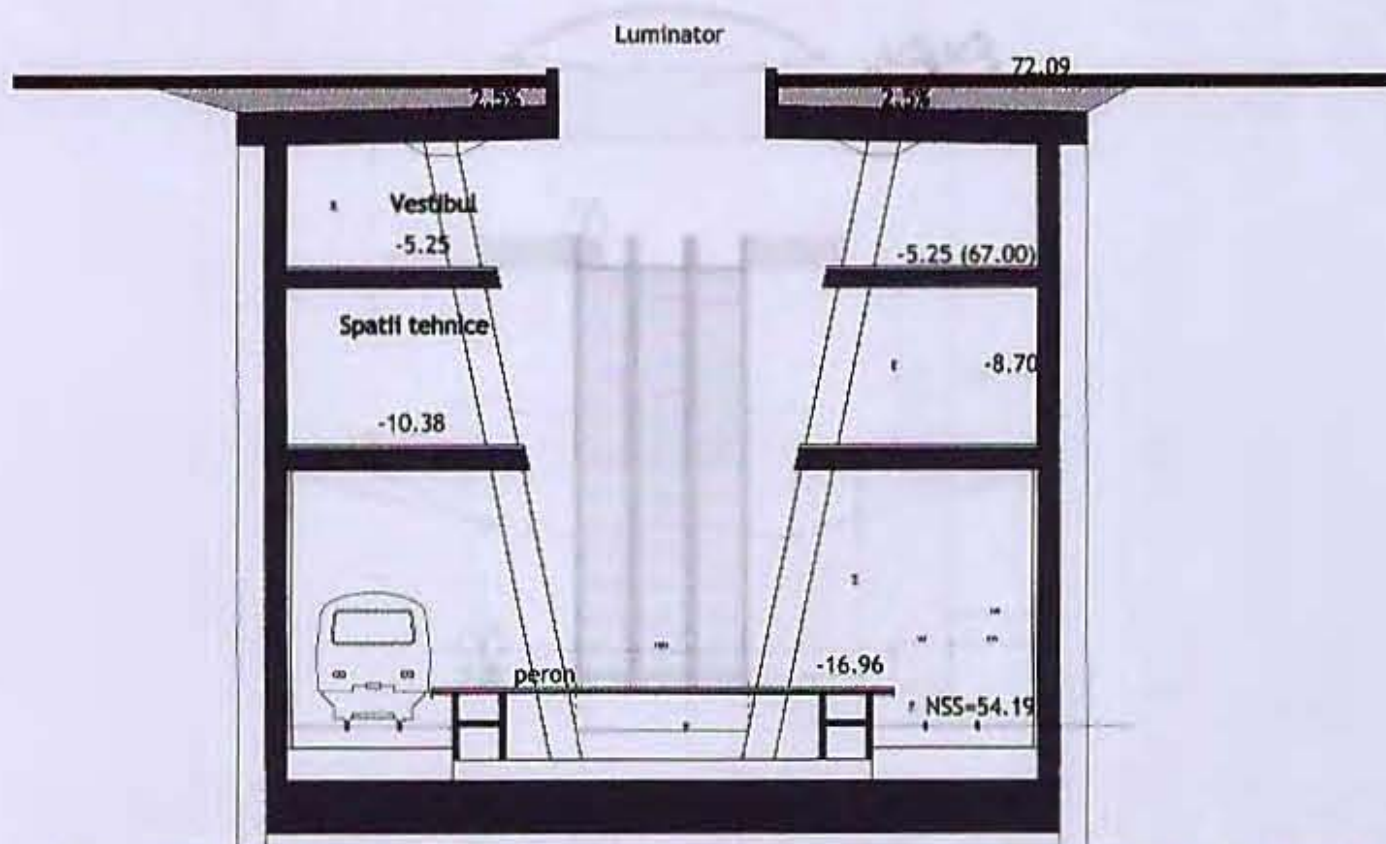 Luminator
72.09
2.5%
2.5%
Vestibul
-5.25
-5.25 (67.00)
Spatii tehnice
-8.70
-10.38
-16.96
peron
NSS=54.19